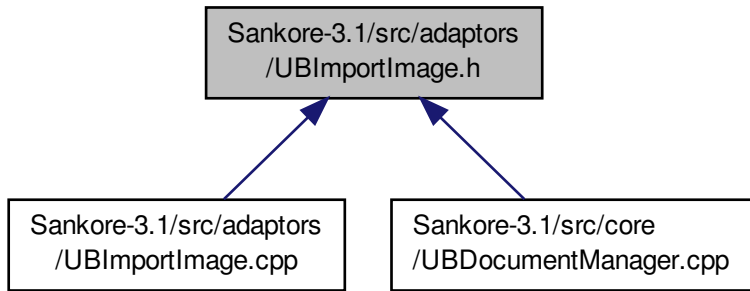 Sankore-3.1/src/adaptors
/UBImportImage.h
Sankore-3.1/src/adaptors
/UBImportImage.cpp
Sankore-3.1/src/core
/UBDocumentManager.cpp